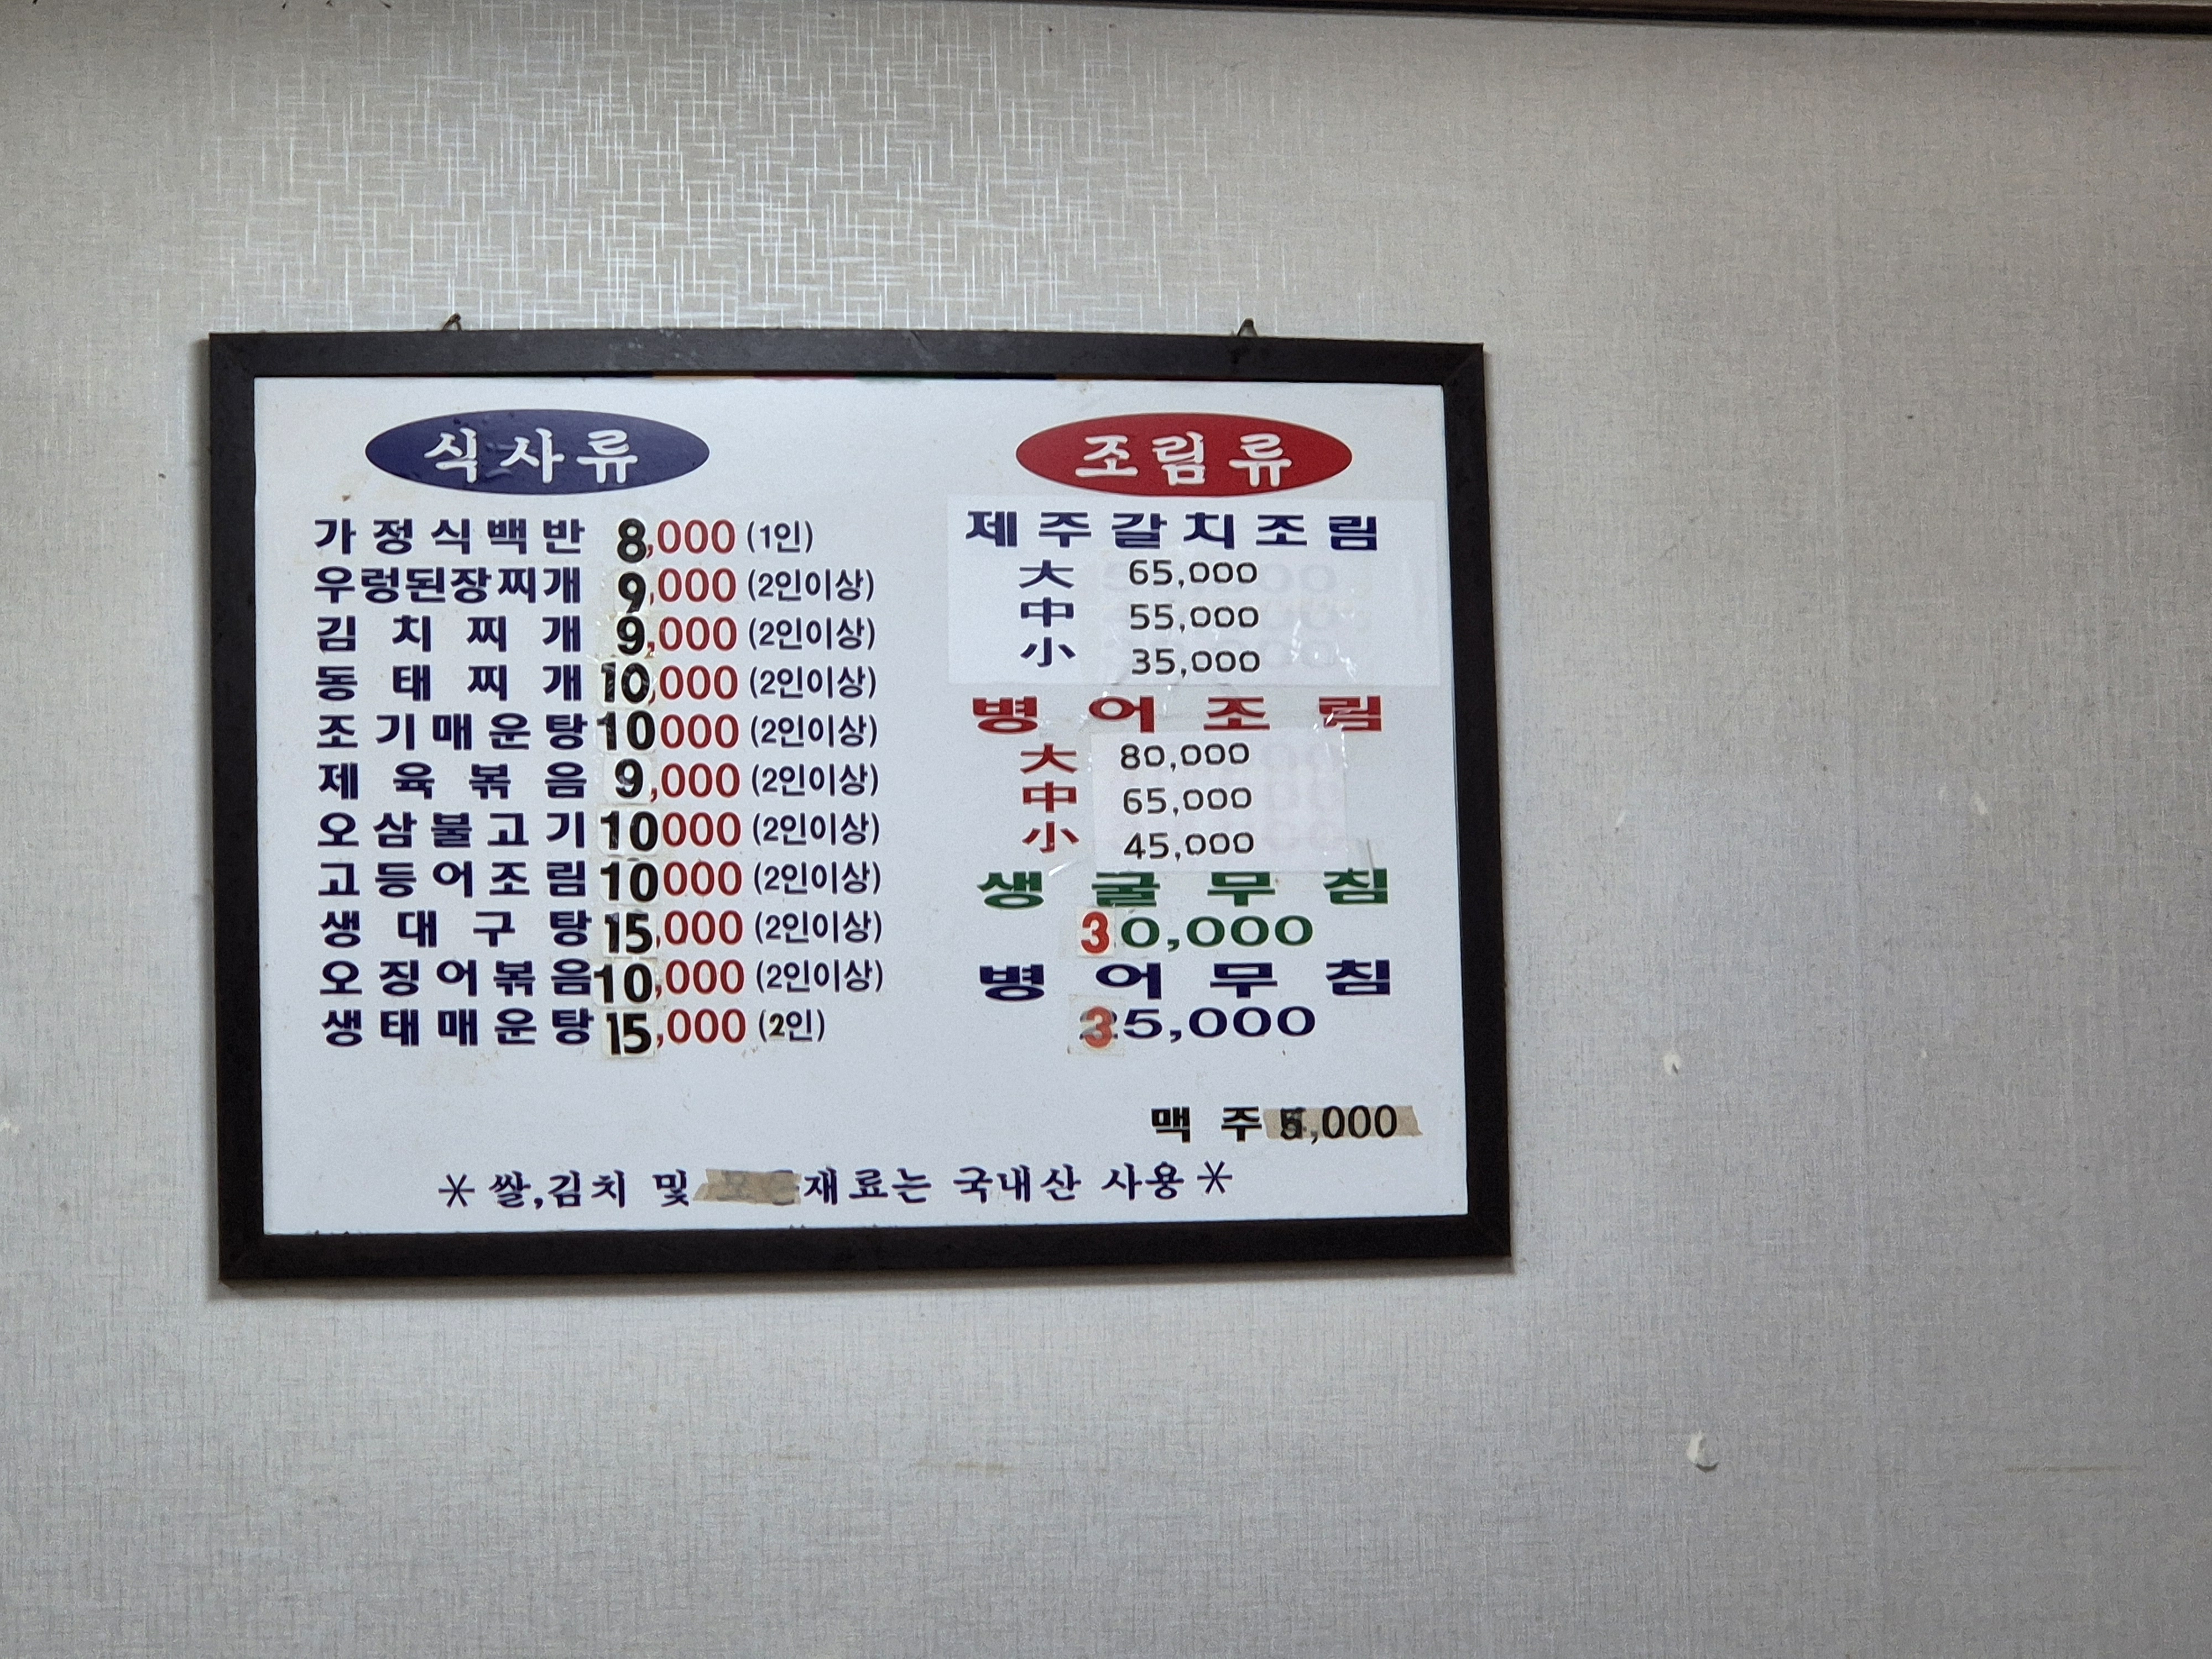 식사류
가정식백반 8,000 (1인)
우렁된장찌개 9,000 (2인이상)
김치찌개 9,000 (2인이상)
동태찌개 10,000 (2인이상)
조기매운탕 10000 (2인이상)
제육볶음 9,000 (2인이상)
오삼불고기 10000 (2인이상)
고등어조림 10000 (2인이상)
생대구탕 15,000 (2인이상)
오징어볶음 10,000 (2인이상)
생태매운탕 15,000 (2인)
조림류
제주갈치조림
大 65,000
中 55,000
小 35,000
병어조림
大 80,000
中 65,000
小 45,000
생굴무침
30,000
병어무침
35,000
맥주 5,000
*쌀,김치 및 재료는 국내산 사용*